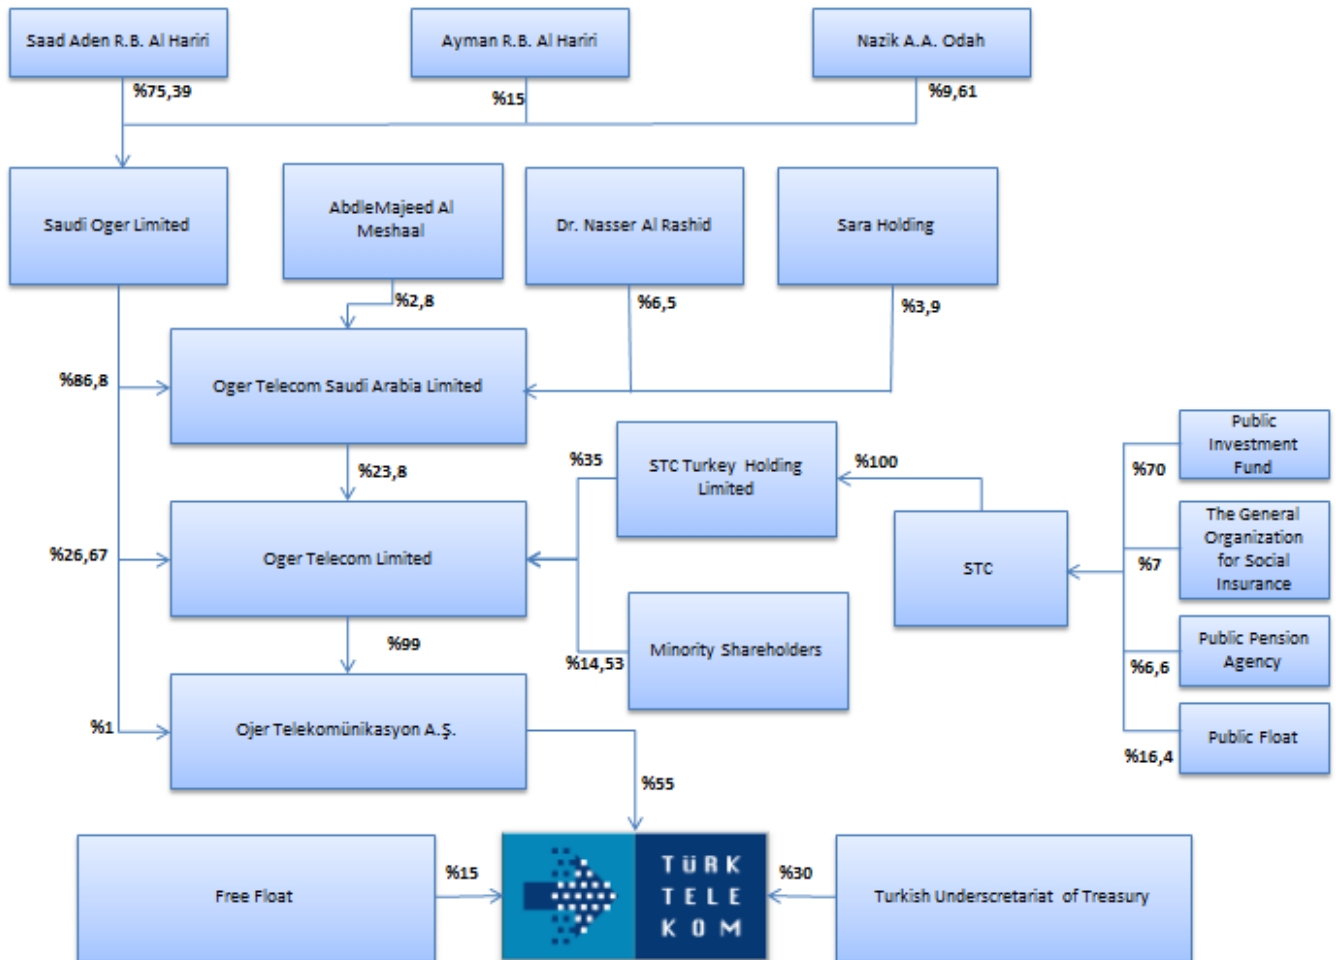 Saad Aden R.B. Al Hariri
Ayman R.B. Al Hariri
Nazik A.A. Odah
%75,39
%15
%9,61
Saudi Oger Limited
AbdleMajeed Al
Meshaal
Dr. Nasser Al Rashid
Sara Holding
%2,8
%6,5
%3,9
%86,8
Oger Telecom Saudi Arabia Limited
%23,8
%35
STC Turkey Holding
Limited
%100
Public
Investment
Fund
%70
%26,67
Oger Telecom Limited
STC
The General
Organization
for Social
Insurance
%7
%99
%14,53
Minority Shareholders
Public Pension
Agency
%6,6
%1
Ojer Telekomünikasyon A.Ş.
Public Float
%16,4
%55
Free Float
%15
TÜRK
TELE
KOM
%30
Turkish Underscretariat of Treasury